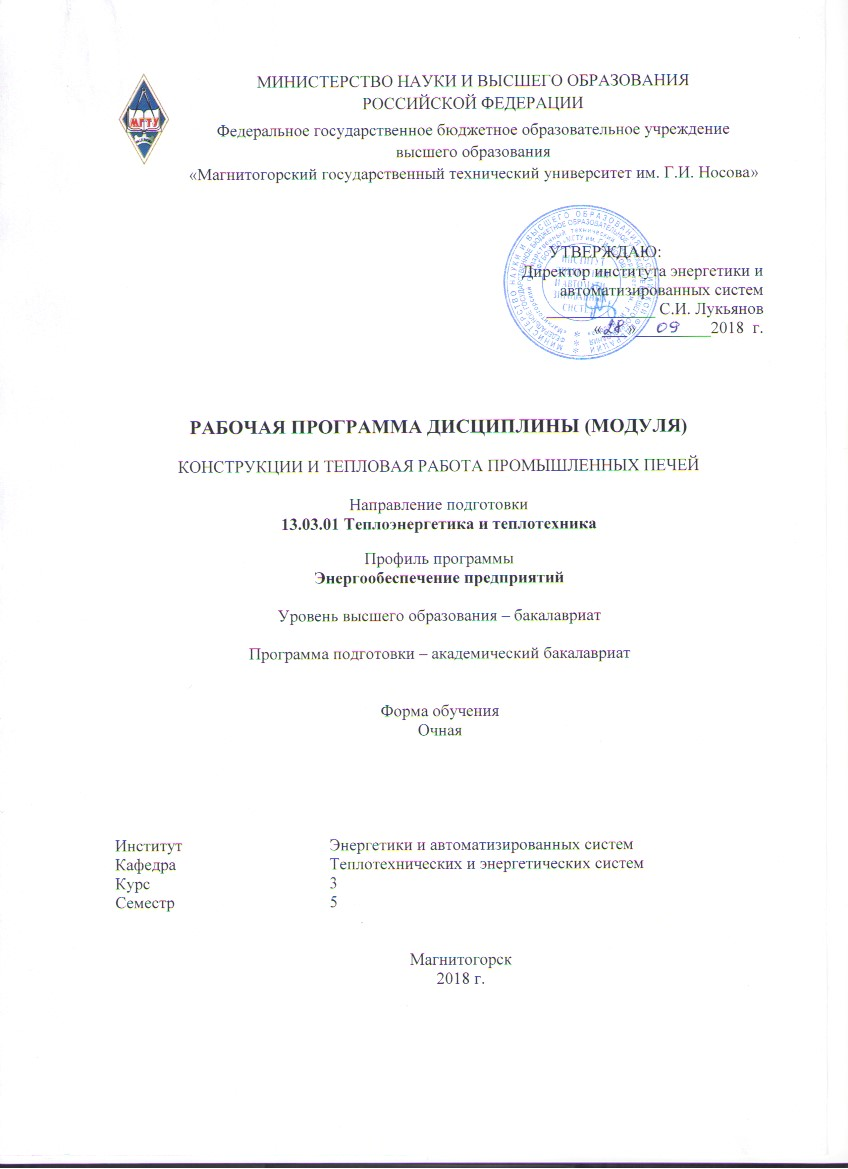 МГТУ
МИНИСТЕРСТВО НАУКИ И ВЫСШЕГО ОБРАЗОВАНИЯ
РОССИЙСКОЙ ФЕДЕРАЦИИ
Федеральное государственное бюджетное образовательное учреждение
высшего образования
«Магнитогорский государственный технический университет им. Г.И. Носова»
УТВЕРЖДАЮ:
Директор института энергетики и
автоматизированных систем
С.И. Лукьянов
«28» 09 2018 г.
РАБОЧАЯ ПРОГРАММА ДИСЦИПЛИНЫ (МОДУЛЯ)
КОНСТРУКЦИИ И ТЕПЛОВАЯ РАБОТА ПРОМЫШЛЕННЫХ ПЕЧЕЙ
Направление подготовки
13.03.01 Теплоэнергетика и теплотехника
Профиль программы
Энергообеспечение предприятий
Уровень высшего образования – бакалавриат
Программа подготовки – академический бакалавриат
Форма обучения
Очная
Институт Энергетики и автоматизированных систем
Кафедра Теплотехнических и энергетических систем
Курс 3
Семестр 5
Магнитогорск
2018 г.